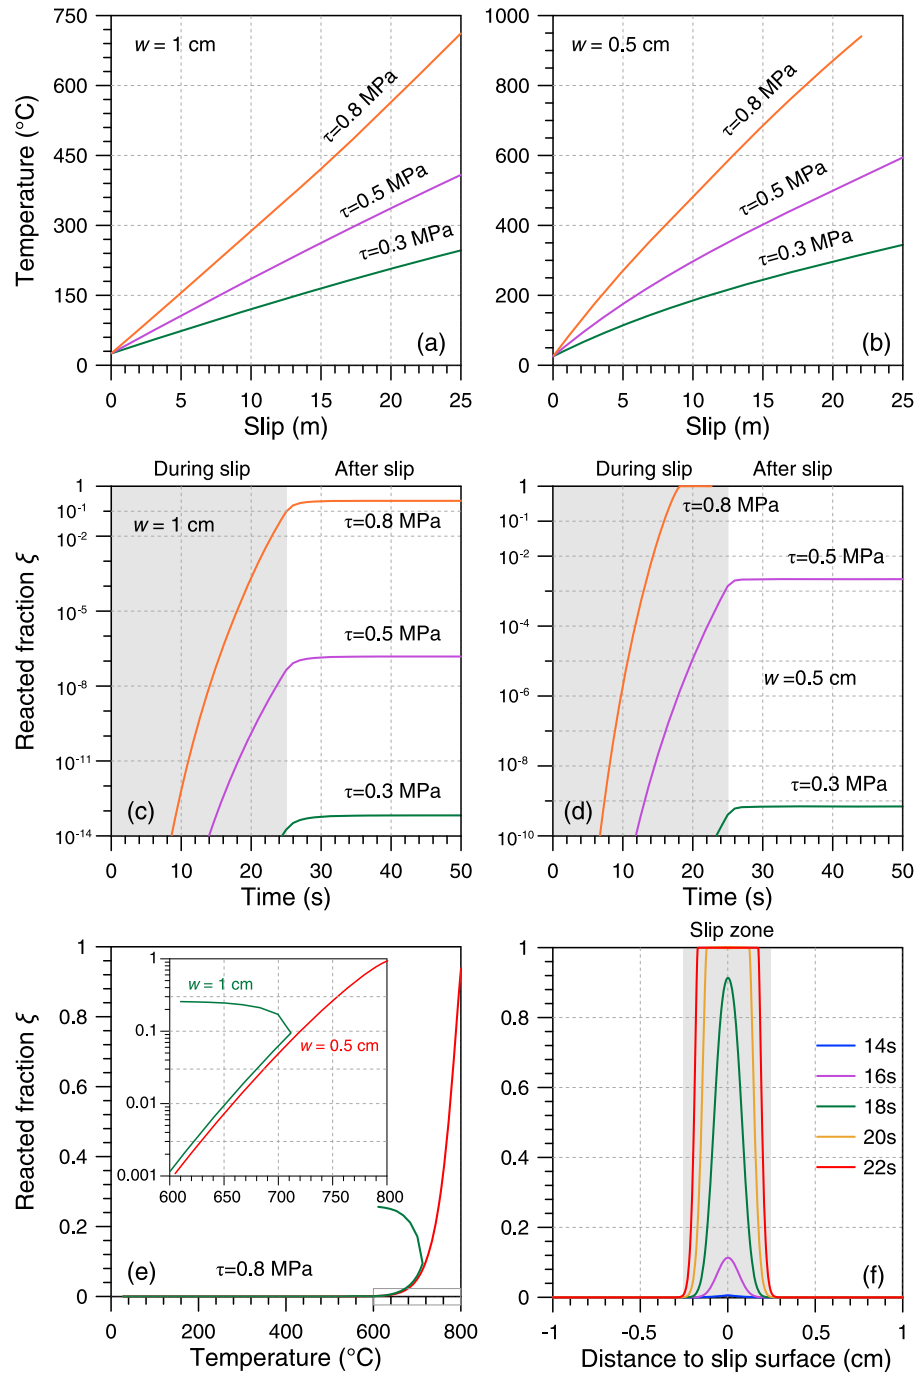 750
600
450
300
150
0
Temperature (°C)
w = 1 cm
τ=0.8 MPa
τ=0.5 MPa
τ=0.3 MPa
(a)
0 5 10 15 20 25
Slip (m)
1000
800
600
400
200
0
w = 0.5 cm
τ=0.8 MPa
τ=0.5 MPa
τ=0.3 MPa
(b)
0 5 10 15 20 25
Slip (m)
During slip After slip
1
10-1
10-2
10-5
10-8
10-11
10-14
Reacted fraction ξ
w = 1 cm
τ=0.8 MPa
τ=0.5 MPa
τ=0.3 MPa
(c)
0 10 20 30 40 50
Time (s)
During slip After slip
1
10-1
10-2
10-4
10-6
10-8
10-10
τ=0.8 MPa
τ=0.5 MPa
w =0.5 cm
τ=0.3 MPa
(d)
0 10 20 30 40 50
Time (s)
1
0.8
0.6
0.4
0.2
0
Reacted fraction ξ
1
0.1
0.01
0.001
w = 1 cm
w = 0.5 cm
600 650 700 750 800
(e)
τ=0.8 MPa
0 200 400 600 800
Temperature (°C)
Slip zone
1
0.8
0.6
0.4
0.2
0
14s
16s
18s
20s
22s
(f)
-1 -0.5 0 0.5 1
Distance to slip surface (cm)